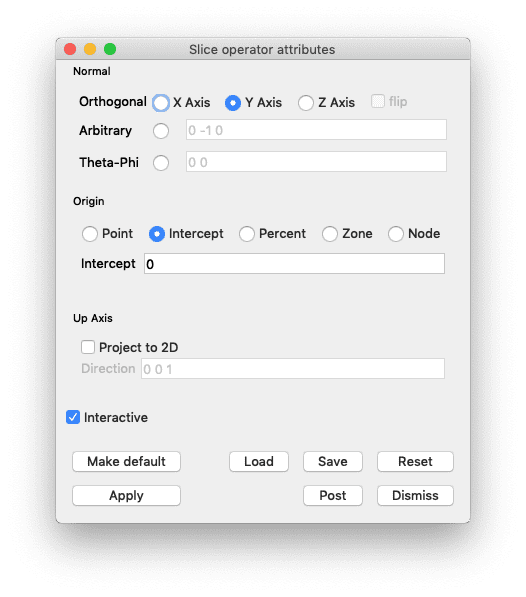 Slice operator attributes
Normal
Orthogonal X Axis Y Axis Z Axis flip
Arbitrary 0 -1 0
Theta-Phi 0 0
Origin
Point Intercept Percent Zone Node
Intercept 0
Up Axis
Project to 2D
Direction 0 0 1
Interactive
Make default Load Save Reset
Apply Post Dismiss